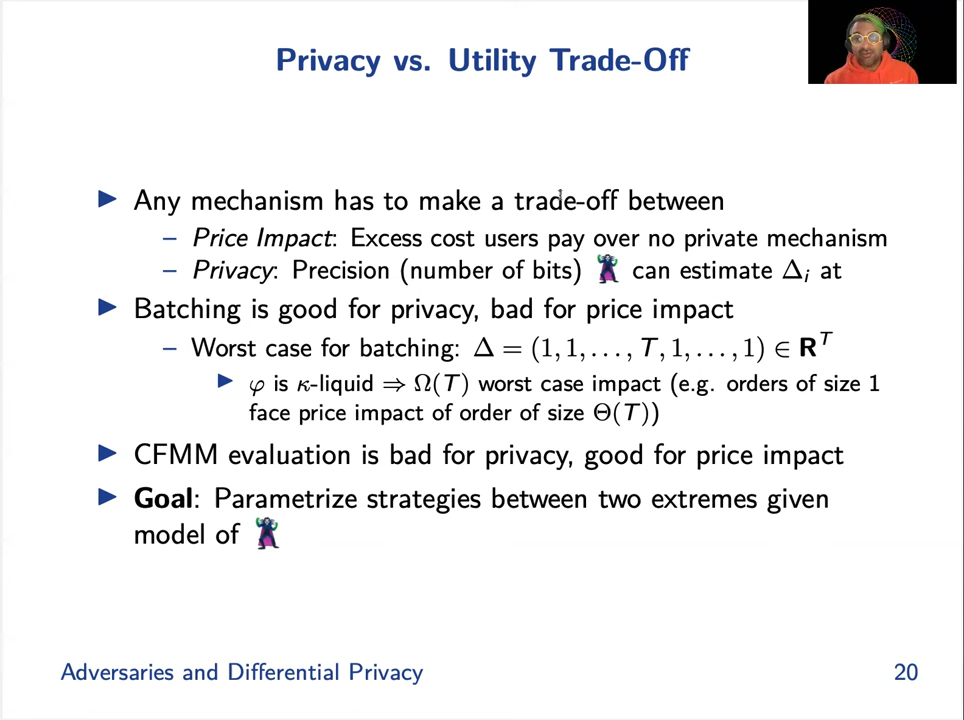 Privacy vs. Utility Trade-Off
▶ Any mechanism has to make a trade-off between
– Price Impact: Excess cost users pay over no private mechanism
– Privacy: Precision (number of bits) 🦹 can estimate Δᵢ at
▶ Batching is good for privacy, bad for price impact
– Worst case for batching: Δ = (1, 1, . . . , T, 1, . . . , 1) ∈ R^T
▶ φ is κ-liquid ⇒ Ω(T) worst case impact (e.g. orders of size 1
face price impact of order of size Θ(T))
▶ CFMM evaluation is bad for privacy, good for price impact
▶ Goal: Parametrize strategies between two extremes given
model of 🦹
Adversaries and Differential Privacy 20